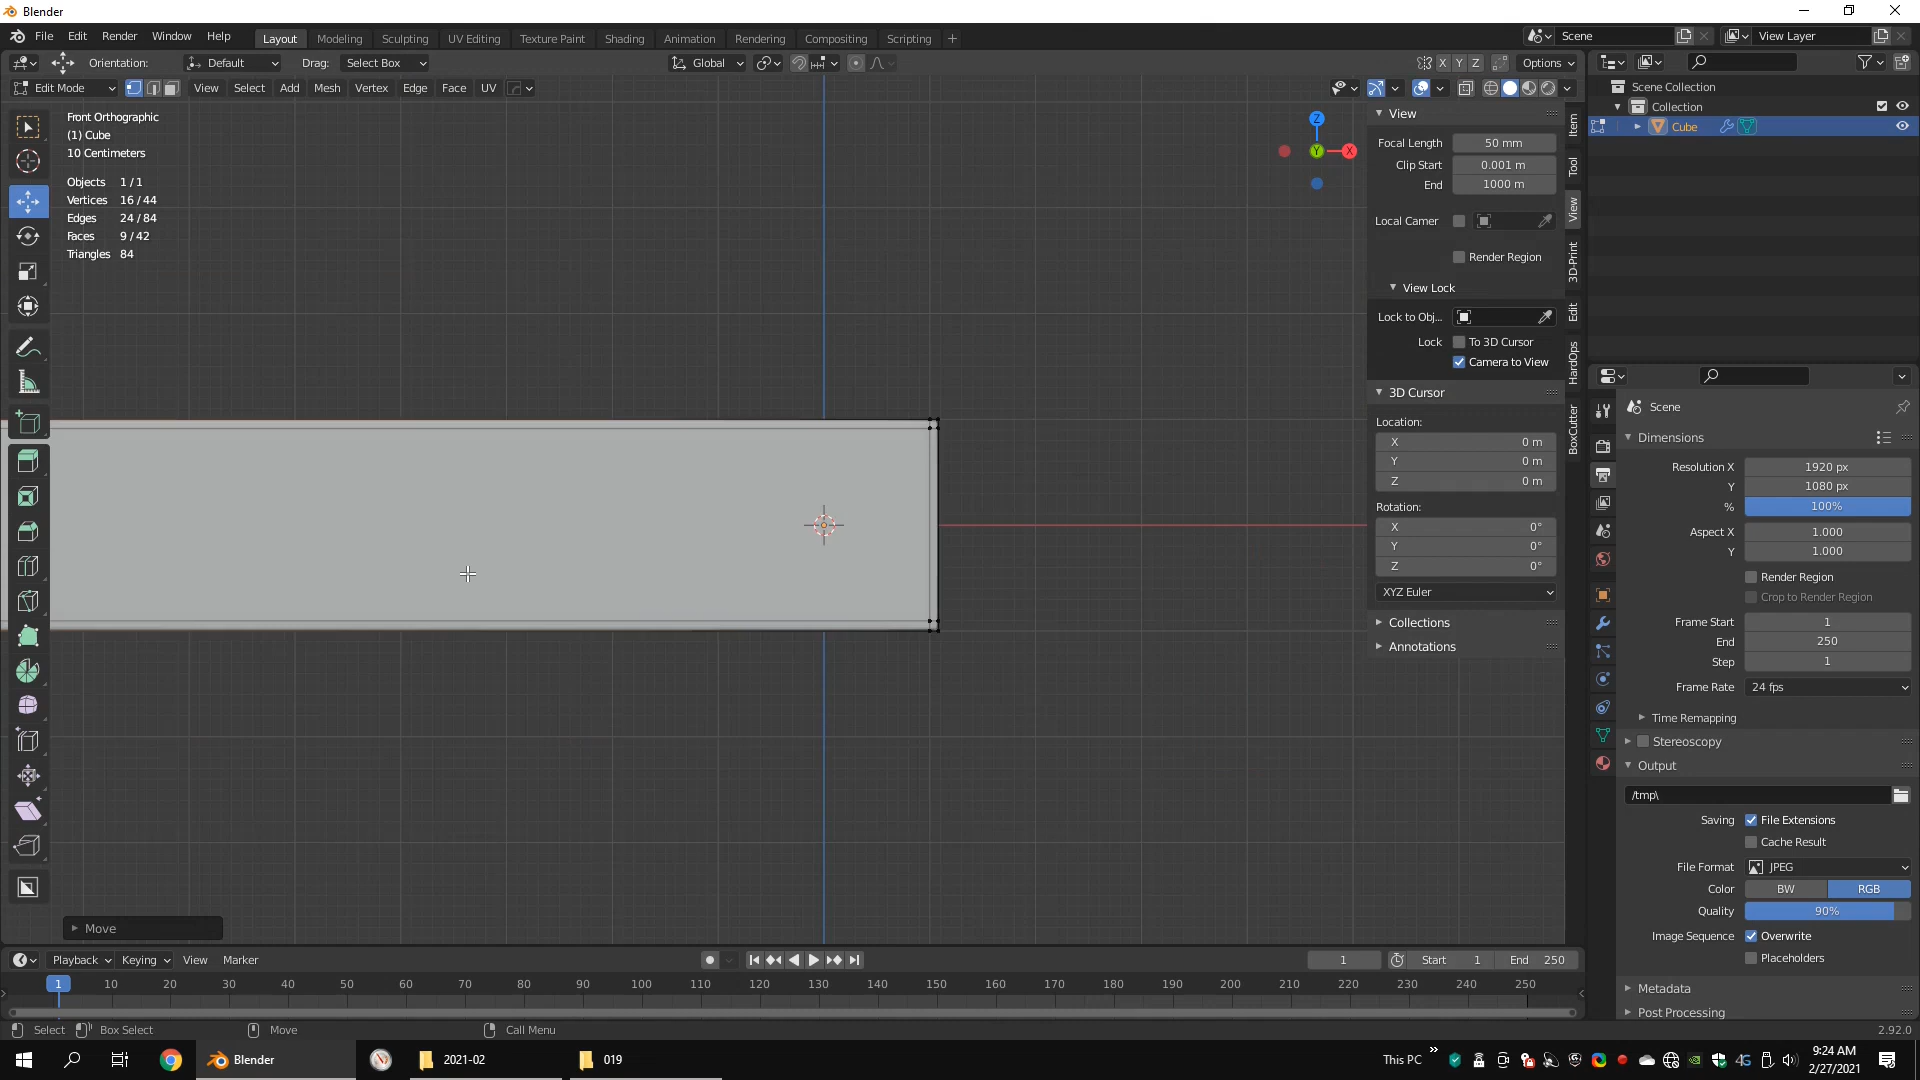 Blender
File Edit Render Window Help
Layout Modeling Sculpting UV Editing Texture Paint Shading Animation Rendering Compositing Scripting +
Scene
View Layer
Orientation: Default Drag: Select Box
Global
X Y Z Options
Edit Mode View Select Add Mesh Vertex Edge Face UV
Front Orthographic
(1) Cube
10 Centimeters
Objects 1 / 1
Vertices 16 / 44
Edges 24 / 84
Faces 9 / 42
Triangles 84
Z
Y
X
View
Focal Length 50 mm
Clip Start 0.001 m
End 1000 m
Local Camer
Render Region
View Lock
Lock to Obj...
Lock To 3D Cursor
Camera to View
3D Cursor
Location:
X 0 m
Y 0 m
Z 0 m
Rotation:
X 0°
Y 0°
Z 0°
XYZ Euler
Collections
Annotations
Item
Tool
View
3D-Print
Edit
HardOps
BoxCutter
Scene Collection
Collection
Cube
Scene
Dimensions
Resolution X 1920 px
Y 1080 px
% 100%
Aspect X 1.000
Y 1.000
Render Region
Crop to Render Region
Frame Start 1
End 250
Step 1
Frame Rate 24 fps
Time Remapping
Stereoscopy
Output
/tmp\
Saving File Extensions
Cache Result
File Format JPEG
Color BW RGB
Quality 90%
Image Sequence Overwrite
Placeholders
Metadata
Post Processing
Move
Playback Keying View Marker
1 Start 1 End 250
1 10 20 30 40 50 60 70 80 90 100 110 120 130 140 150 160 170 180 190 200 210 220 230 240 250
Select Box Select Move Call Menu
2.92.0
Blender 2021-02 019
This PC » 4G 9:24 AM
2/27/2021